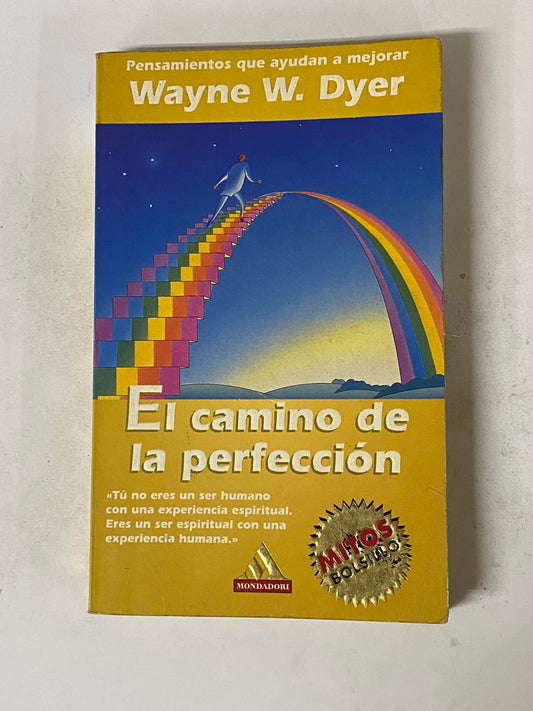 Pensamientos que ayudan a mejorar
Wayne W. Dyer
El camino de
la perfección
«Tú no eres un ser humano
con una experiencia espiritual.
Eres un ser espiritual con una
experiencia humana.»
MONDADORI
MITOS
BOLSILLO